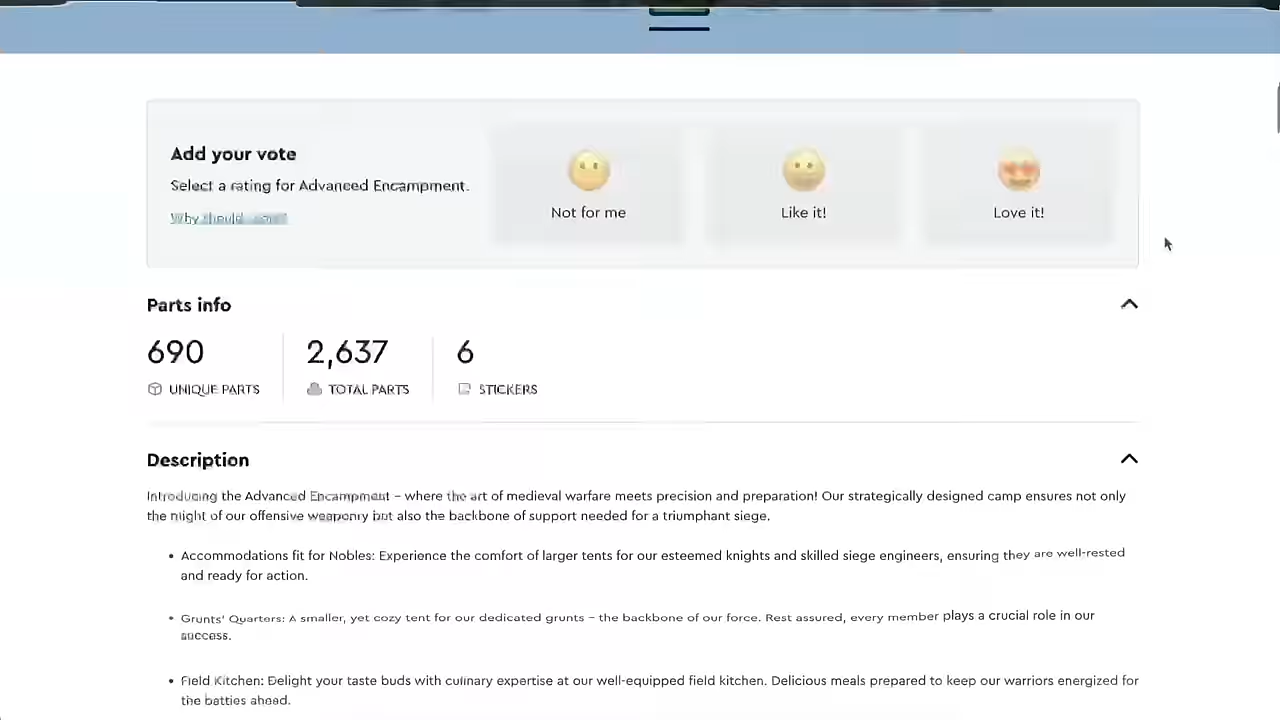 Add your vote
Select a rating for Advanced Encampment.
Why should I vote?
Not for me
Like it!
Love it!
Parts info
690
UNIQUE PARTS
2,637
TOTAL PARTS
6
STICKERS
Description
Introducing the Advanced Encampment – where the art of medieval warfare meets precision and preparation! Our strategically designed camp ensures not only
the might of our offensive weaponry but also the backbone of support needed for a triumphant siege.
• Accommodations fit for Nobles: Experience the comfort of larger tents for our esteemed knights and skilled siege engineers, ensuring they are well-rested
and ready for action.
• Grunts' Quarters: A smaller, yet cozy tent for our dedicated grunts – the backbone of our force. Rest assured, every member plays a crucial role in our
success.
• Field Kitchen: Delight your taste buds with culinary expertise at our well-equipped field kitchen. Delicious meals prepared to keep our warriors energized for
the battles ahead.